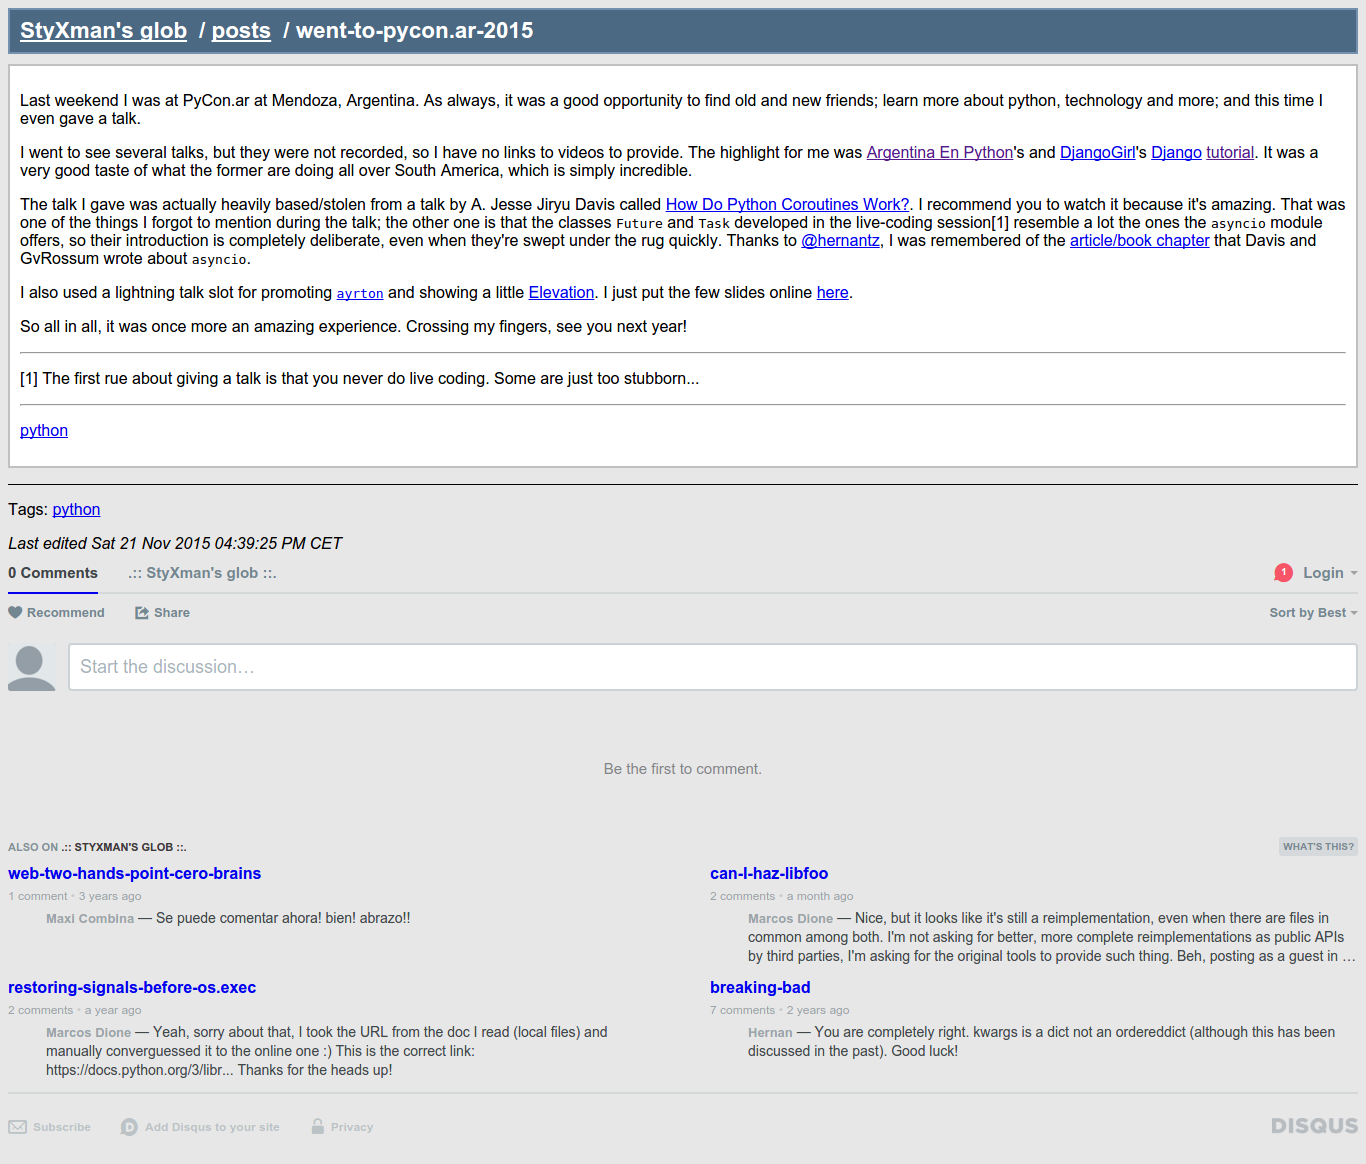 StyXman's glob / posts / went-to-pycon.ar-2015
Last weekend I was at PyCon.ar at Mendoza, Argentina. As always, it was a good opportunity to find old and new friends; learn more about python, technology and more; and this time I
even gave a talk.
I went to see several talks, but they were not recorded, so I have no links to videos to provide. The highlight for me was Argentina En Python's and DjangoGirl's Django tutorial. It was a
very good taste of what the former are doing all over South America, which is simply incredible.
The talk I gave was actually heavily based/stolen from a talk by A. Jesse Jiryu Davis called How Do Python Coroutines Work?. I recommend you to watch it because it's amazing. That was
one of the things I forgot to mention during the talk; the other one is that the classes Future and Task developed in the live-coding session[1] resemble a lot the ones the asyncio module
offers, so their introduction is completely deliberate, even when they're swept under the rug quickly. Thanks to @hernantz, I was remembered of the article/book chapter that Davis and
GvRossum wrote about asyncio.
I also used a lightning talk slot for promoting ayrton and showing a little Elevation. I just put the few slides online here.
So all in all, it was once more an amazing experience. Crossing my fingers, see you next year!
[1] The first rue about giving a talk is that you never do live coding. Some are just too stubborn...
python
Tags: python
Last edited Sat 21 Nov 2015 04:39:25 PM CET
0 Comments .:: StyXman's glob ::. 1 Login
Recommend Share Sort by Best
Start the discussion…
Be the first to comment.
ALSO ON .:: STYXMAN'S GLOB ::. WHAT'S THIS?
web-two-hands-point-cero-brains
1 comment • 3 years ago
Maxi Combina — Se puede comentar ahora! bien! abrazo!!
can-I-haz-libfoo
2 comments • a month ago
Marcos Dione — Nice, but it looks like it's still a reimplementation, even when there are files in
common among both. I'm not asking for better, more complete reimplementations as public APIs
by third parties, I'm asking for the original tools to provide such thing. Beh, posting as a guest in …
restoring-signals-before-os.exec
2 comments • a year ago
Marcos Dione — Yeah, sorry about that, I took the URL from the doc I read (local files) and
manually converguessed it to the online one :) This is the correct link:
https://docs.python.org/3/libr... Thanks for the heads up!
breaking-bad
7 comments • 2 years ago
Hernan — You are completely right. kwargs is a dict not an ordereddict (although this has been
discussed in the past). Good luck!
Subscribe D Add Disqus to your site Privacy DISQUS